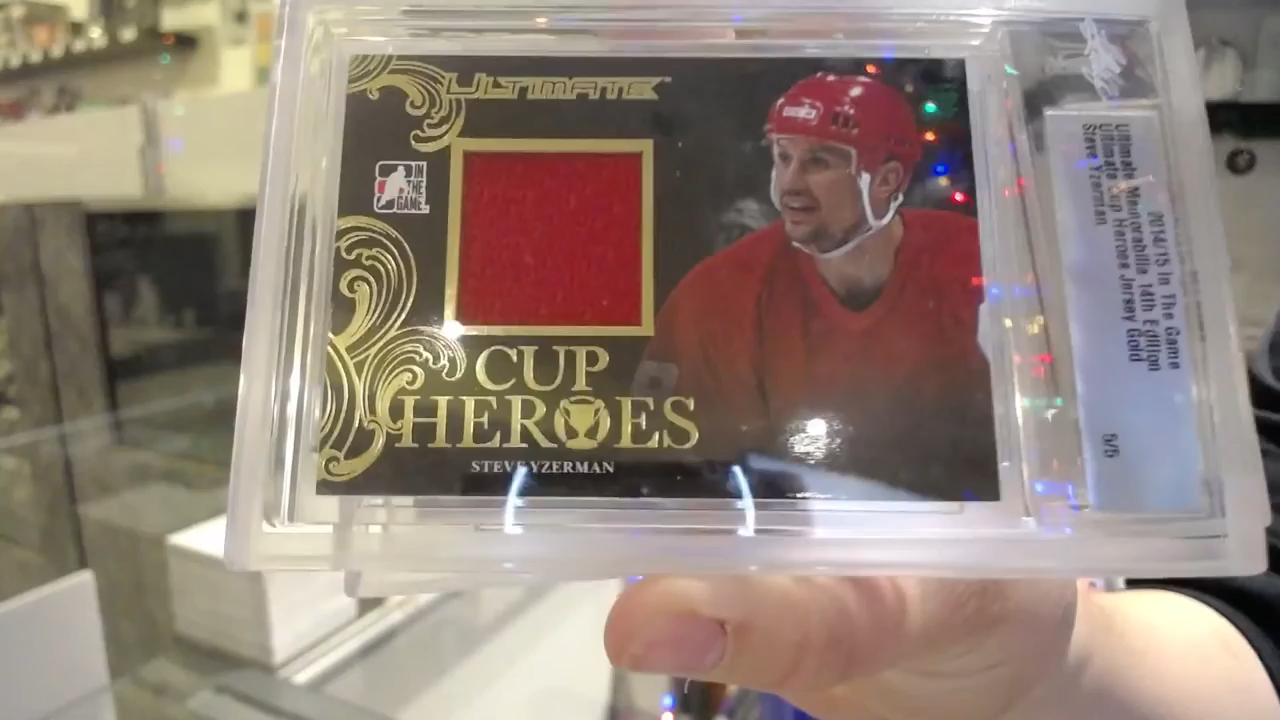 ULTIMATE
IN
THE
GAME
CUP
HEROES
STEVE YZERMAN
2014/15 In The Game
Ultimate Memorabilia 14th Edition
Ultimate Cup Heroes Jersey Gold
Steve Yzerman
5/5